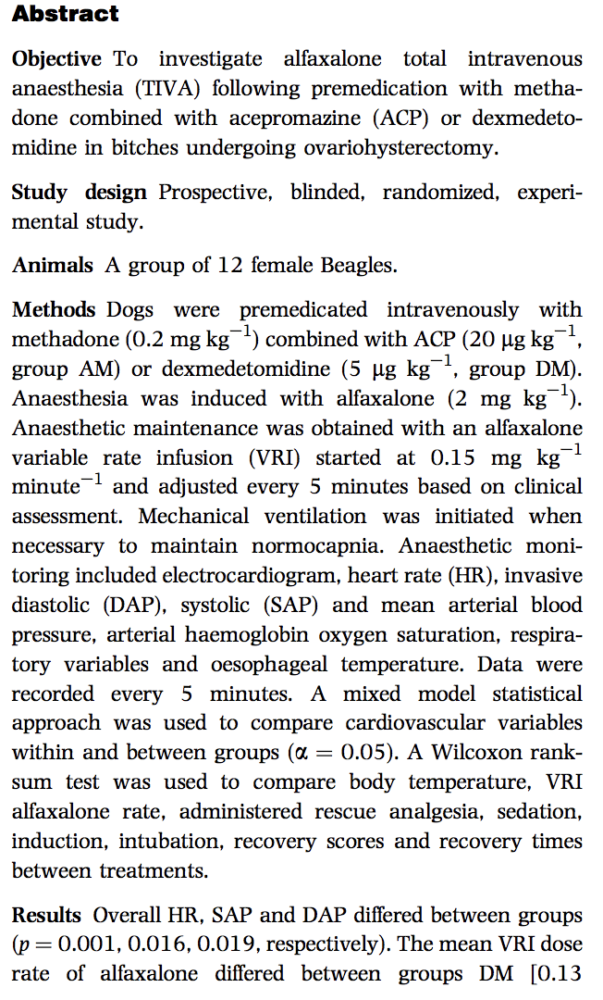 Abstract
Objective To investigate alfaxalone total intravenous
anaesthesia (TIVA) following premedication with metha-
done combined with acepromazine (ACP) or dexmedeto-
midine in bitches undergoing ovariohysterectomy.
Study design Prospective, blinded, randomized, experi-
mental study.
Animals A group of 12 female Beagles.
Methods Dogs were premedicated intravenously with
methadone (0.2 mg kg⁻¹) combined with ACP (20 μg kg⁻¹,
group AM) or dexmedetomidine (5 μg kg⁻¹, group DM).
Anaesthesia was induced with alfaxalone (2 mg kg⁻¹).
Anaesthetic maintenance was obtained with an alfaxalone
variable rate infusion (VRI) started at 0.15 mg kg⁻¹
minute⁻¹ and adjusted every 5 minutes based on clinical
assessment. Mechanical ventilation was initiated when
necessary to maintain normocapnia. Anaesthetic moni-
toring included electrocardiogram, heart rate (HR), invasive
diastolic (DAP), systolic (SAP) and mean arterial blood
pressure, arterial haemoglobin oxygen saturation, respira-
tory variables and oesophageal temperature. Data were
recorded every 5 minutes. A mixed model statistical
approach was used to compare cardiovascular variables
within and between groups (α = 0.05). A Wilcoxon rank-
sum test was used to compare body temperature, VRI
alfaxalone rate, administered rescue analgesia, sedation,
induction, intubation, recovery scores and recovery times
between treatments.
Results Overall HR, SAP and DAP differed between groups
(p = 0.001, 0.016, 0.019, respectively). The mean VRI dose
rate of alfaxalone differed between groups DM [0.13